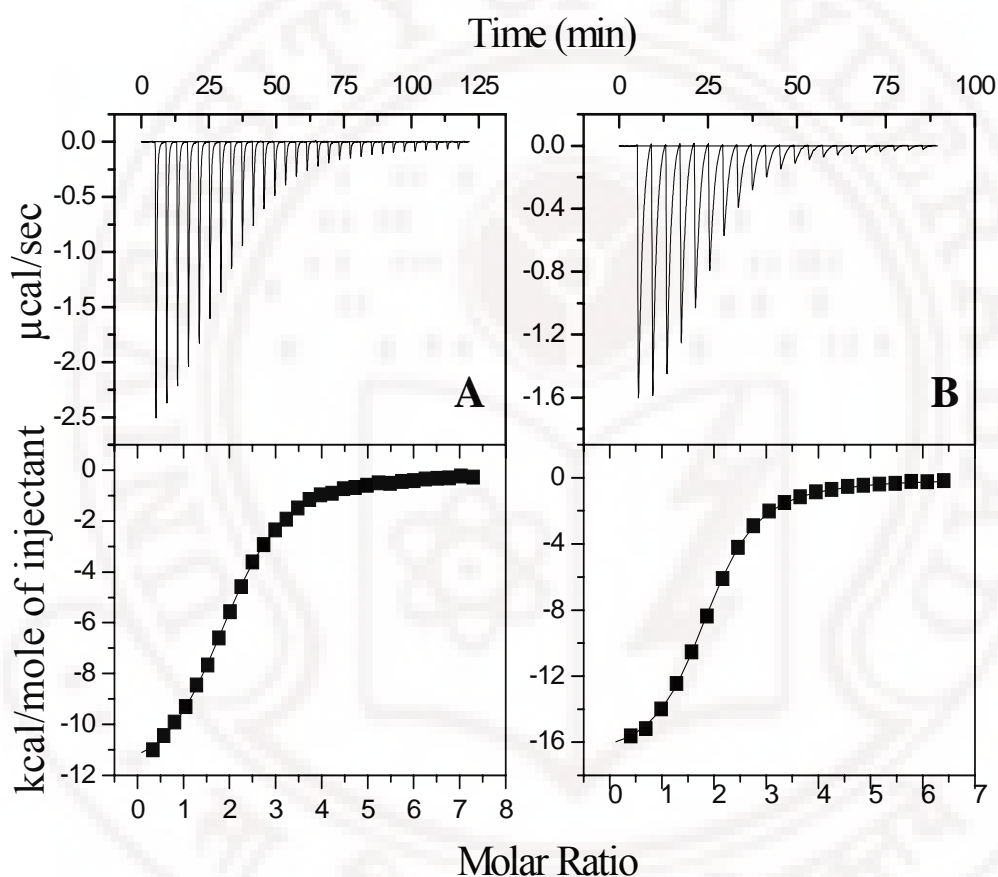 Time (min)
0 25 50 75 100 125
0 25 50 75 100
0.0
-0.5
-1.0
-1.5
-2.0
-2.5
0.0
-0.4
-0.8
-1.2
-1.6
µcal/sec
A
B
0
-2
-4
-6
-8
-10
-12
0
-4
-8
-12
-16
kcal/mole of injectant
0 1 2 3 4 5 6 7 8
0 1 2 3 4 5 6 7
Molar Ratio